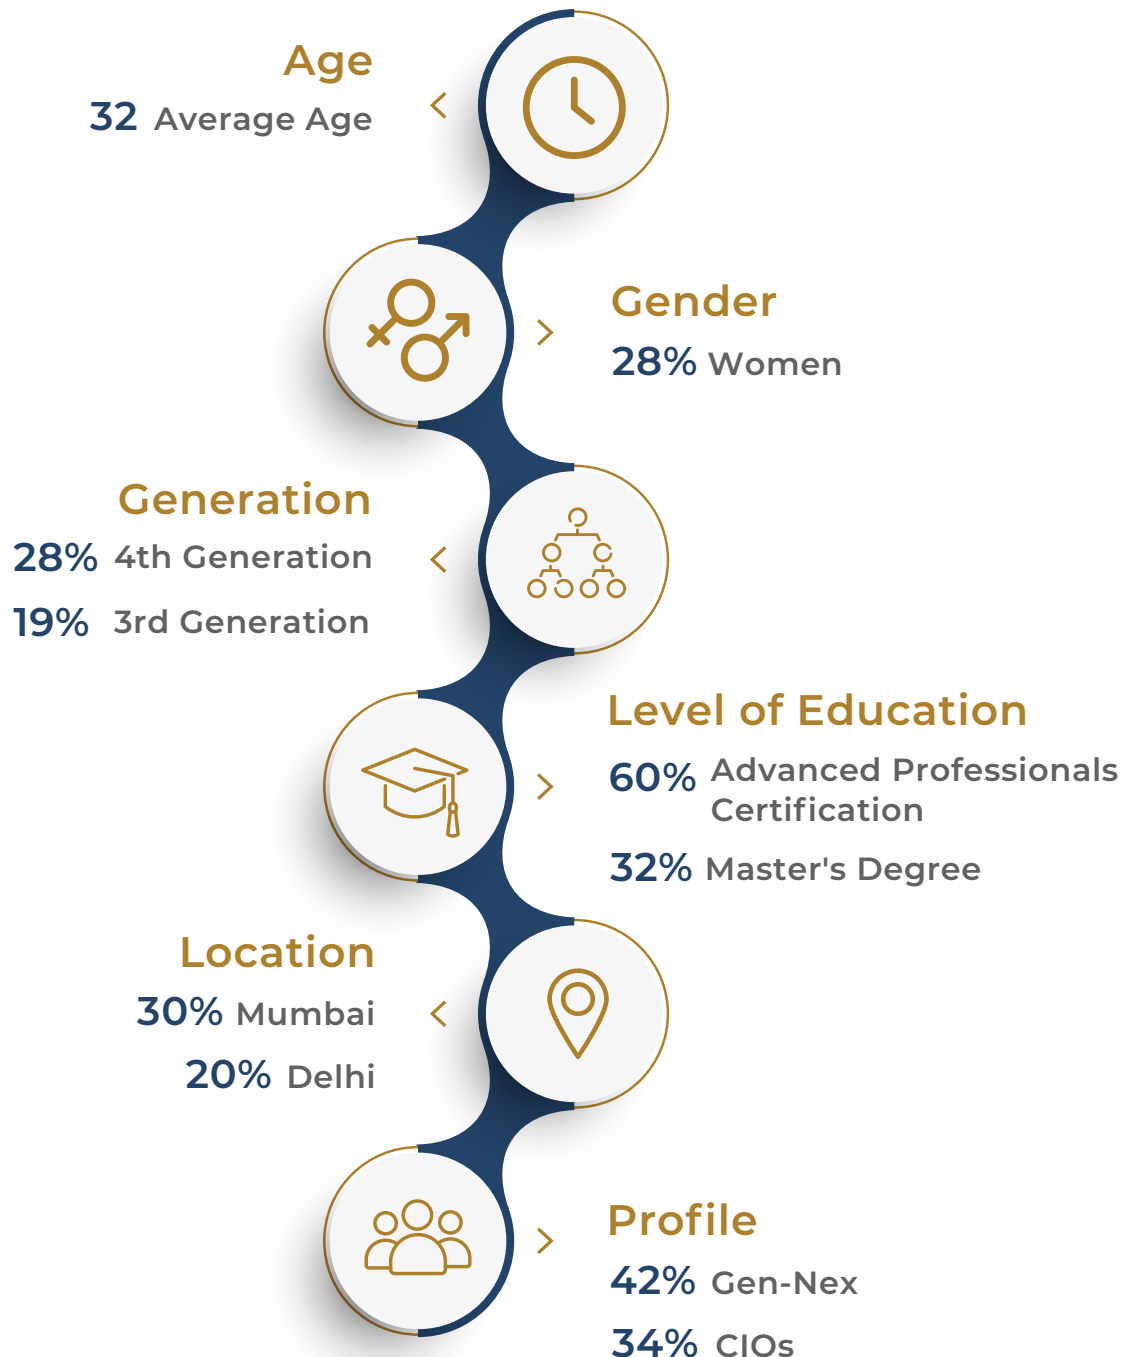 Age
32 Average Age
Gender
28% Women
Generation
28% 4th Generation
19% 3rd Generation
Level of Education
60% Advanced Professionals
Certification
32% Master's Degree
Location
30% Mumbai
20% Delhi
Profile
42% Gen-Nex
34% CIOs